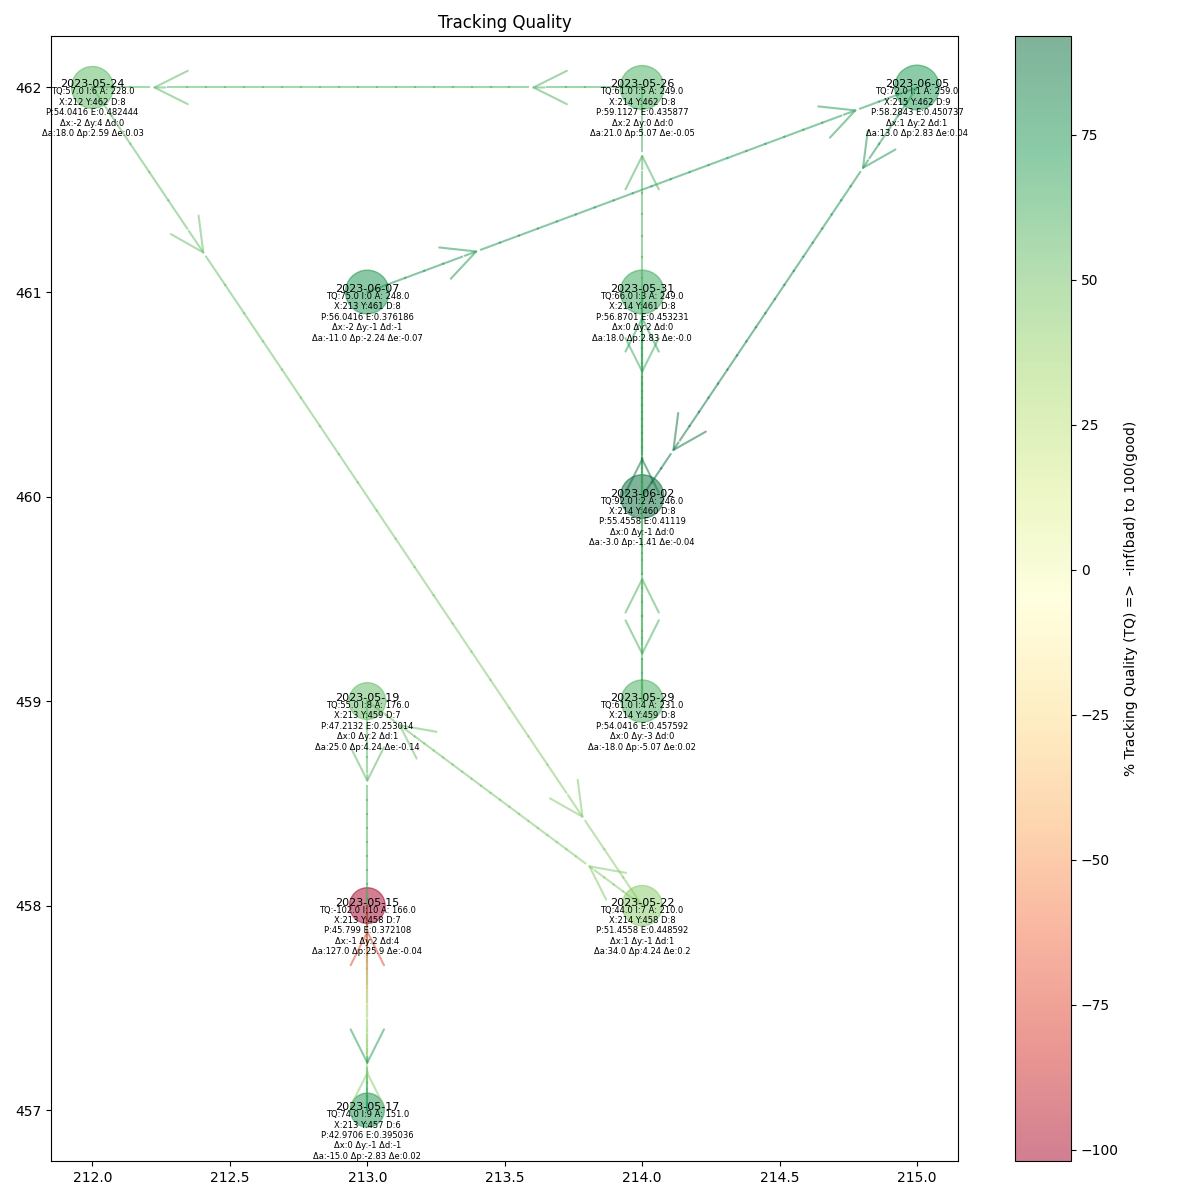 Tracking Quality
462
461
460
459
458
457
2023-05-24
TQ:57.0 I:6 A: 228.0
X:212 Y:462 D:8
P:54.0416 E:0.482444
Δx:-2 Δy:4 Δd:0
Δa:18.0 Δp:2.59 Δe:0.03
2023-05-26
TQ:61.0 I:5 A: 249.0
X:214 Y:462 D:8
P:59.1127 E:0.435877
Δx:2 Δy:0 Δd:0
Δa:21.0 Δp:5.07 Δe:-0.05
2023-06-05
I:1 A: 259.0
X:215 Y:462 D:9
P:58.2843 E:0.450737
Δx:1 Δy:2 Δd:1
Δa:13.0 Δp:2.83 Δe:0.04
2023-06-07
TQ:75.0 I:0 A: 248.0
X:213 Y:461 D:8
P:56.0416 E:0.376186
Δx:-2 Δy:-1 Δd:-1
Δa:-11.0 Δp:-2.24 Δe:-0.07
2023-05-31
TQ:66.0 I:3 A: 249.0
X:214 Y:461 D:8
P:56.8701 E:0.453231
Δx:0 Δy:2 Δd:0
Δa:18.0 Δp:2.83 Δe:-0.0
2023-06-02
TQ:92.0 I:2 A: 246.0
X:214 Y:460 D:8
P:55.4558 E:0.41119
Δx:0 Δy:-1 Δd:0
Δa:-3.0 Δp:-1.41 Δe:-0.04
2023-05-19
TQ:55.0 I:8 A: 176.0
X:213 Y:459 D:7
P:47.2132 E:0.253014
Δx:0 Δy:2 Δd:1
Δa:25.0 Δp:4.24 Δe:-0.14
2023-05-29
TQ:61.0 I:4 A: 231.0
X:214 Y:459 D:8
P:54.0416 E:0.457592
Δx:0 Δy:-3 Δd:0
Δa:-18.0 Δp:-5.07 Δe:0.02
2023-05-15
TQ:-102.0 I:10 A: 166.0
X:213 Y:458 D:7
P:45.799 E:0.372108
Δx:-1 Δy:2 Δd:4
Δa:127.0 Δp:25.9 Δe:-0.04
2023-05-22
TQ:44.0 I:7 A: 210.0
X:214 Y:458 D:8
P:51.4558 E:0.448592
Δx:1 Δy:-1 Δd:1
Δa:34.0 Δp:4.24 Δe:0.2
2023-05-17
TQ:74.0 I:9 A: 151.0
X:213 Y:457 D:6
P:42.9706 E:0.395036
Δx:0 Δy:-1 Δd:-1
Δa:-15.0 Δp:-2.83 Δe:0.02
212.0 212.5 213.0 213.5 214.0 214.5 215.0
75
50
25
0
−25
−50
−75
−100
% Tracking Quality (TQ) => -inf(bad) to 100(good)